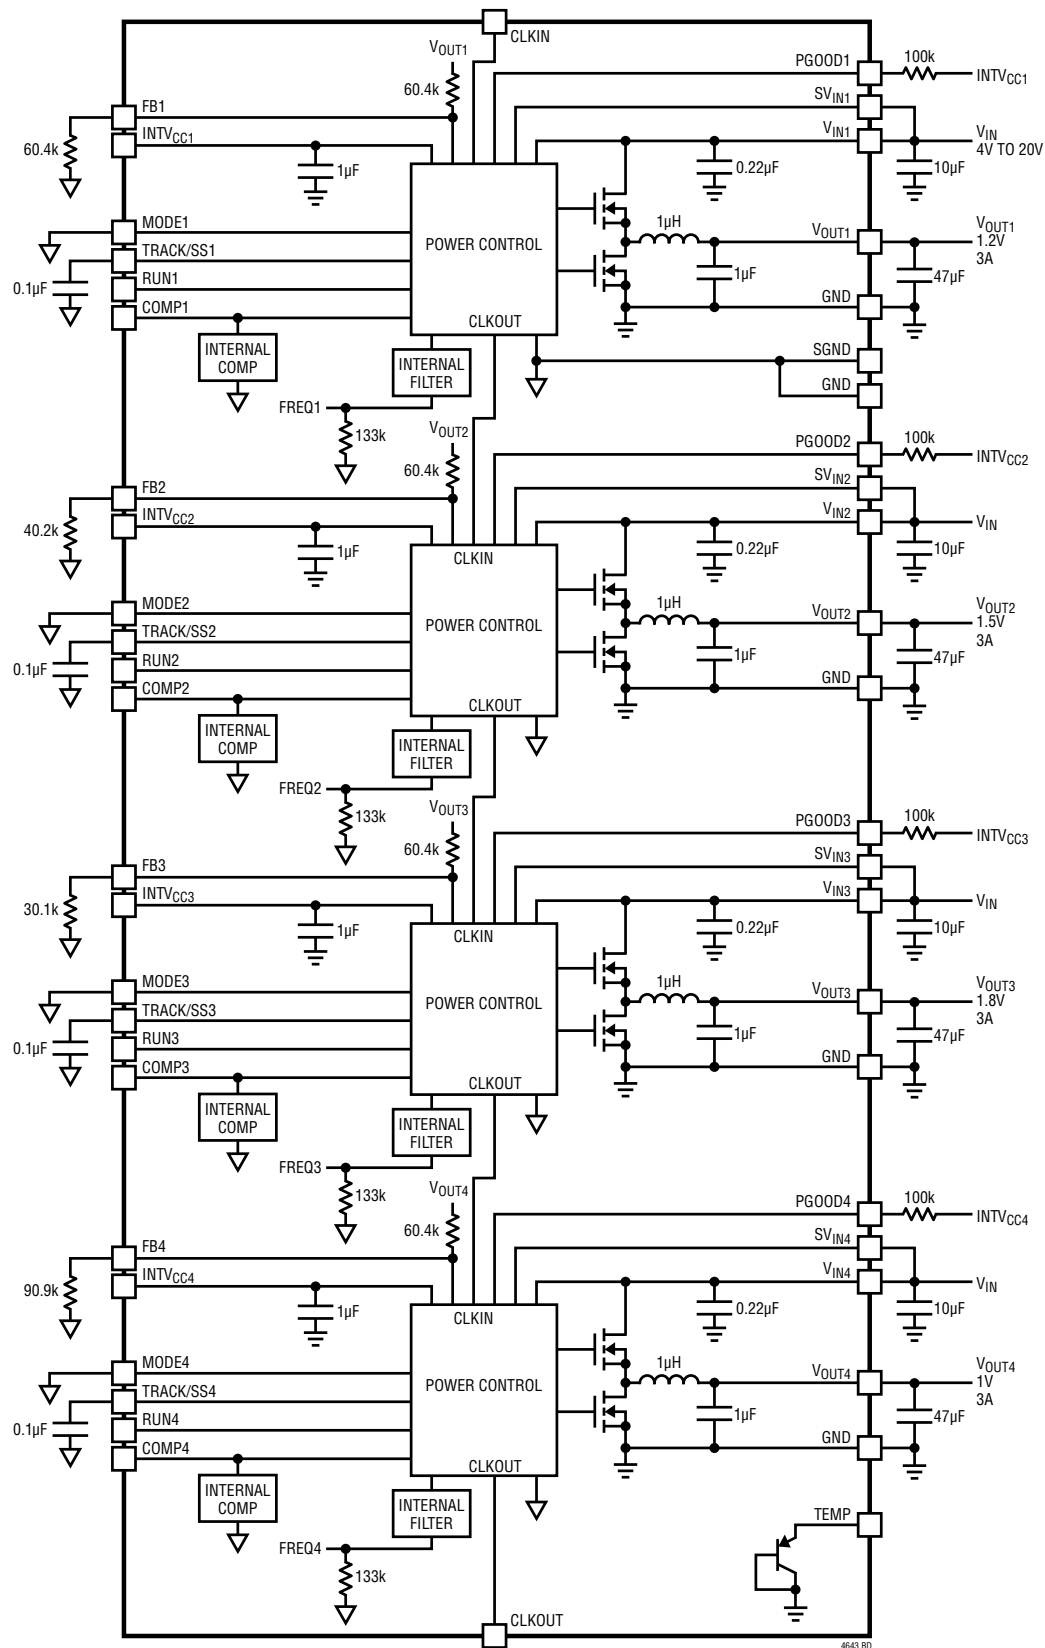 CLKIN
VOUT1
60.4k
PGOOD1
100k
INTVCC1
FB1
SVIN1
INTVCC1
VIN1
VIN
4V TO 20V
60.4k
1µF
0.22µF
10µF
MODE1
POWER CONTROL
1µH
VOUT1
VOUT1
1.2V
3A
TRACK/SS1
0.1µF
RUN1
1µF
47µF
COMP1
CLKOUT
GND
INTERNAL
COMP
INTERNAL
FILTER
SGND
GND
FREQ1
133k
VOUT2
60.4k
PGOOD2
100k
INTVCC2
FB2
SVIN2
INTVCC2
VIN2
VIN
40.2k
1µF
CLKIN
0.22µF
10µF
MODE2
POWER CONTROL
1µH
VOUT2
VOUT2
1.5V
3A
TRACK/SS2
0.1µF
RUN2
1µF
47µF
COMP2
CLKOUT
GND
INTERNAL
COMP
INTERNAL
FILTER
FREQ2
133k
VOUT3
60.4k
PGOOD3
100k
INTVCC3
FB3
SVIN3
INTVCC3
VIN3
VIN
30.1k
1µF
CLKIN
0.22µF
10µF
MODE3
POWER CONTROL
1µH
VOUT3
VOUT3
1.8V
3A
TRACK/SS3
0.1µF
RUN3
1µF
47µF
COMP3
CLKOUT
GND
INTERNAL
COMP
INTERNAL
FILTER
FREQ3
133k
VOUT4
60.4k
PGOOD4
100k
INTVCC4
FB4
SVIN4
INTVCC4
VIN4
VIN
90.9k
1µF
CLKIN
0.22µF
10µF
MODE4
POWER CONTROL
1µH
VOUT4
VOUT4
1V
3A
TRACK/SS4
0.1µF
RUN4
1µF
47µF
COMP4
CLKOUT
GND
INTERNAL
COMP
INTERNAL
FILTER
TEMP
FREQ4
133k
CLKOUT
4643 BD